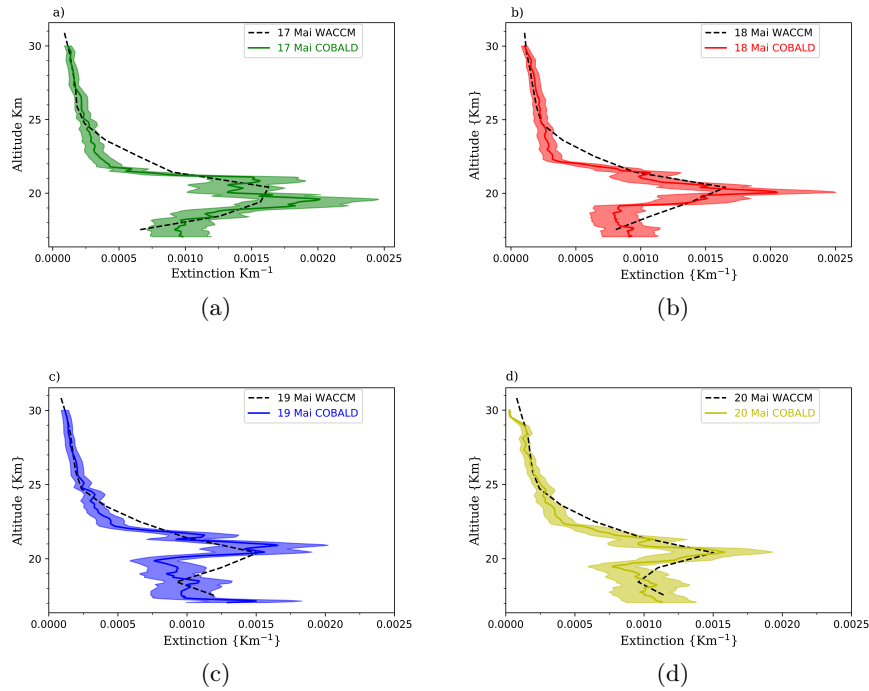 a)
17 Mai WACCM
17 Mai COBALD
30
25
20
Altitude Km
0.0000 0.0005 0.0010 0.0015 0.0020 0.0025
Extinction Km⁻¹
(a)
b)
18 Mai WACCM
18 Mai COBALD
30
25
20
Altitude {Km}
0.0000 0.0005 0.0010 0.0015 0.0020 0.0025
Extinction {Km⁻¹}
(b)
c)
19 Mai WACCM
19 Mai COBALD
30
25
20
Altitude {Km}
0.0000 0.0005 0.0010 0.0015 0.0020 0.0025
Extinction {Km⁻¹}
(c)
d)
20 Mai WACCM
20 Mai COBALD
30
25
20
Altitude {Km}
0.0000 0.0005 0.0010 0.0015 0.0020 0.0025
Extinction {Km⁻¹}
(d)